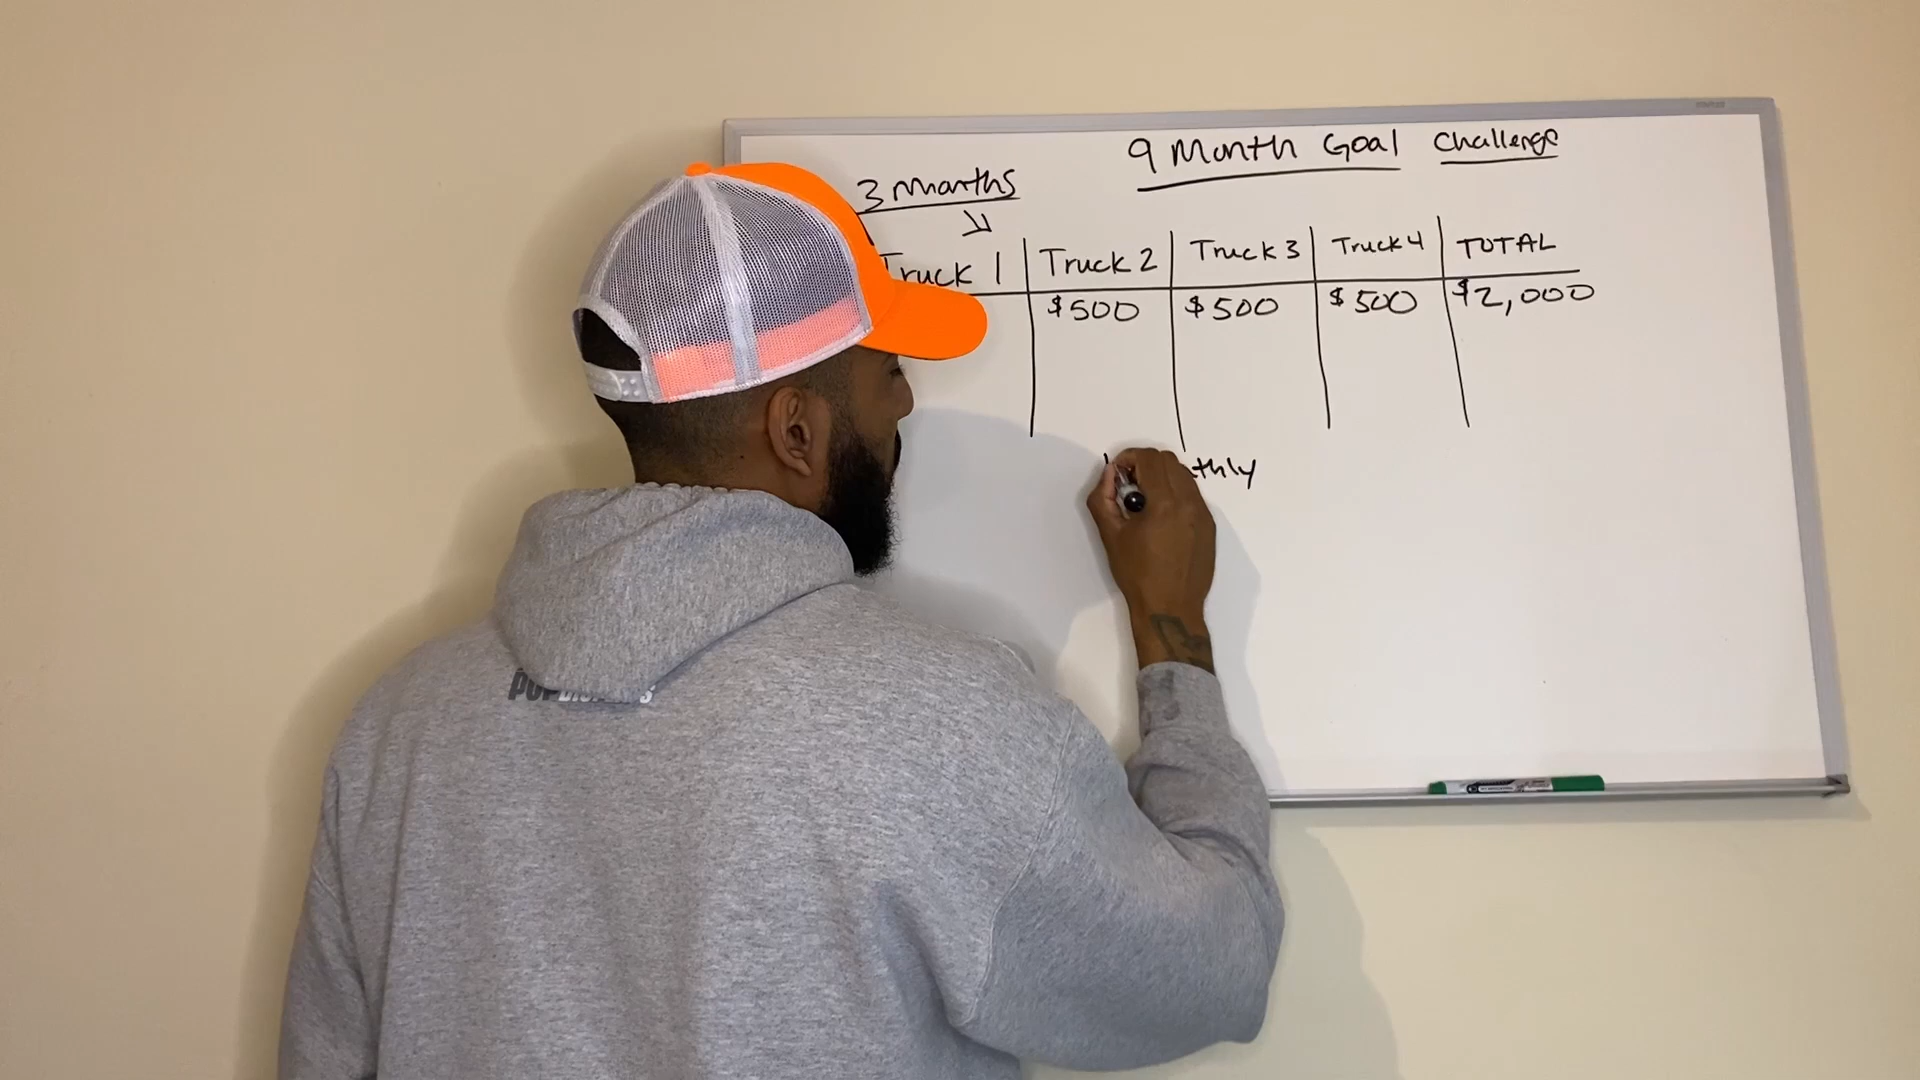 9 Month Goal Challenge
3 months
Truck 1 Truck 2 Truck 3 Truck 4 TOTAL
$500 $500 $500 $2,000